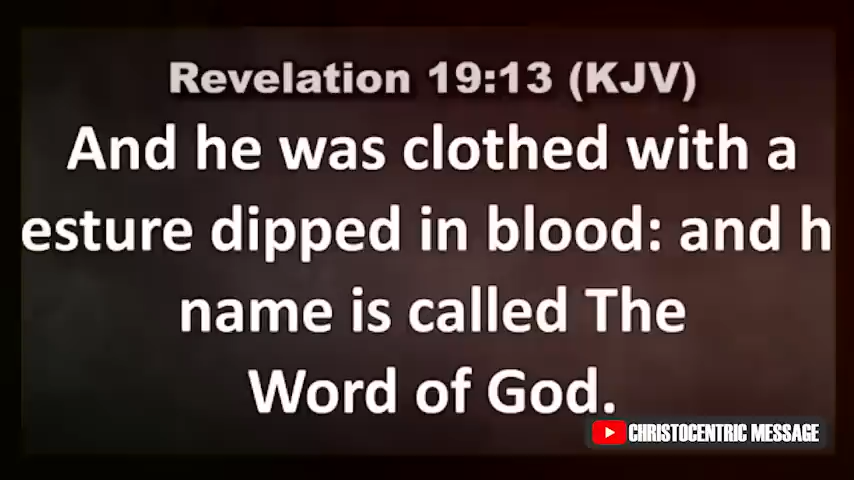 Revelation 19:13 (KJV)
And he was clothed with a
esture dipped in blood: and h
name is called The
Word of God.
CHRISTOCENTRIC MESSAGE